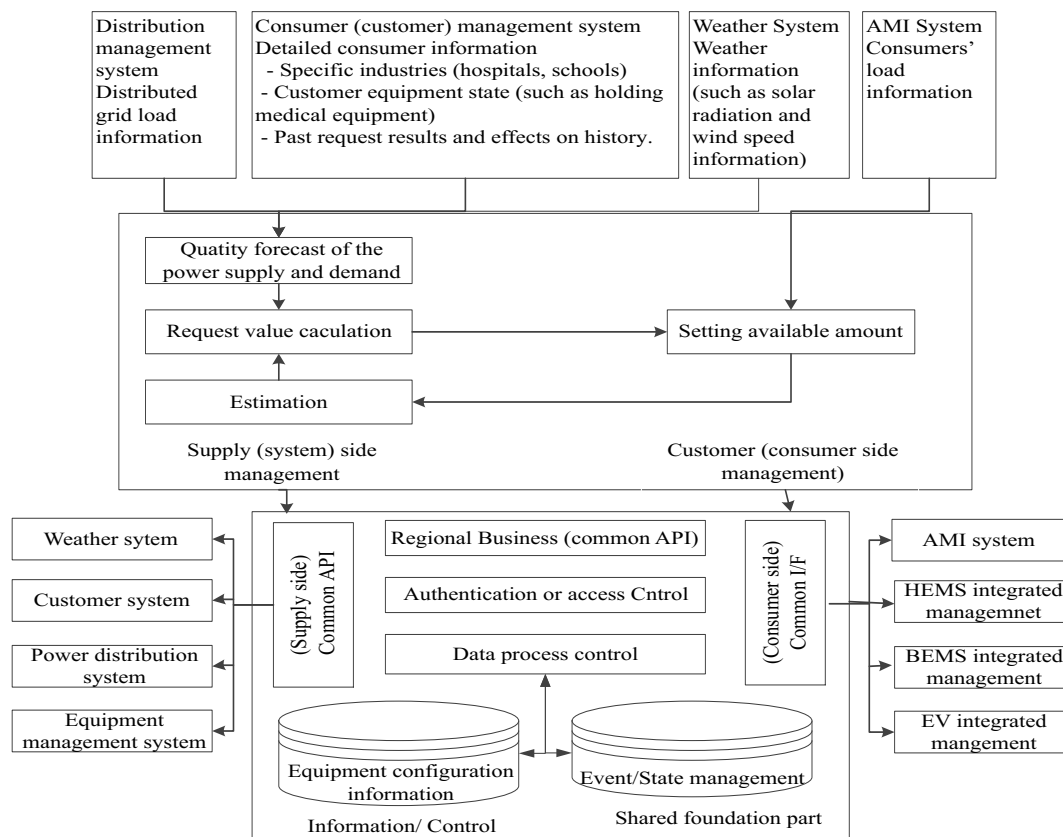 Distribution
management
system
Distributed
grid load
information
Consumer (customer) management system
Detailed consumer information
- Specific industries (hospitals, schools)
- Customer equipment state (such as holding
medical equipment)
- Past request results and effects on history.
Weather System
Weather
information
(such as solar
radiation and
wind speed
information)
AMI System
Consumers’
load
information
Quatity forecast of the
power supply and demand
Request value caculation
Setting available amount
Estimation
Supply (system) side
management
Customer (consumer side
management)
Weather sytem
Customer system
Power distribution
system
Equipment
management system
(Supply side)
Common API
Regional Business (common API)
Authentication or access Cntrol
Data process control
(Consumer side)
Common I/F
AMI system
HEMS integrated
managemnet
BEMS integrated
management
EV integrated
mangement
Equipment configuration
information
Event/State management
Information/ Control
Shared foundation part